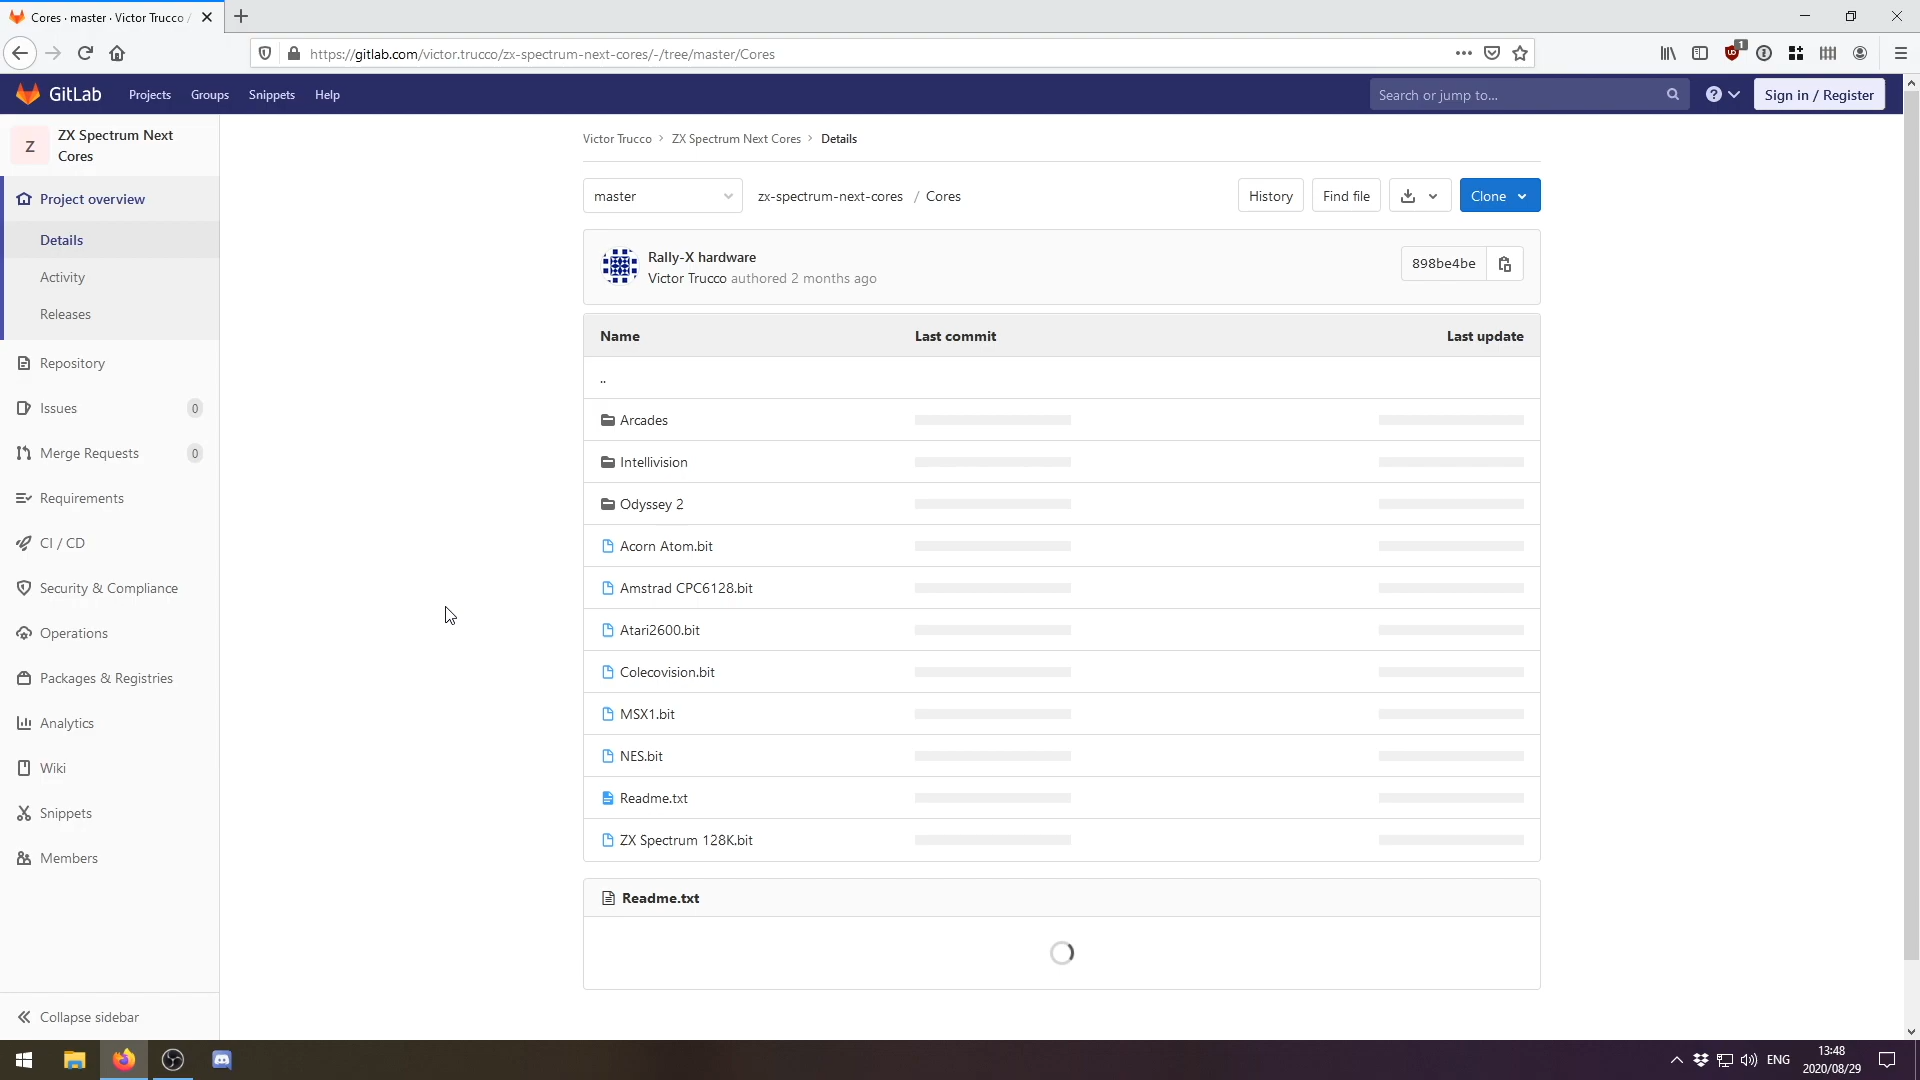 Cores · master · Victor Trucco /
https://gitlab.com/victor.trucco/zx-spectrum-next-cores/-/tree/master/Cores
1
GitLab
Projects
Groups
Snippets
Help
Search or jump to...
Sign in / Register
Z
ZX Spectrum Next
Cores
Project overview
Details
Activity
Releases
Repository
Issues
0
Merge Requests
0
Requirements
CI / CD
Security & Compliance
Operations
Packages & Registries
Analytics
Wiki
Snippets
Members
Collapse sidebar
Victor Trucco > ZX Spectrum Next Cores > Details
master
zx-spectrum-next-cores / Cores
History
Find file
Clone
Rally-X hardware
Victor Trucco authored 2 months ago
898be4be
Name Last commit Last update
..
Arcades
Intellivision
Odyssey 2
Acorn Atom.bit
Amstrad CPC6128.bit
Atari2600.bit
Colecovision.bit
MSX1.bit
NES.bit
Readme.txt
ZX Spectrum 128K.bit
Readme.txt
ENG
13:48
2020/08/29